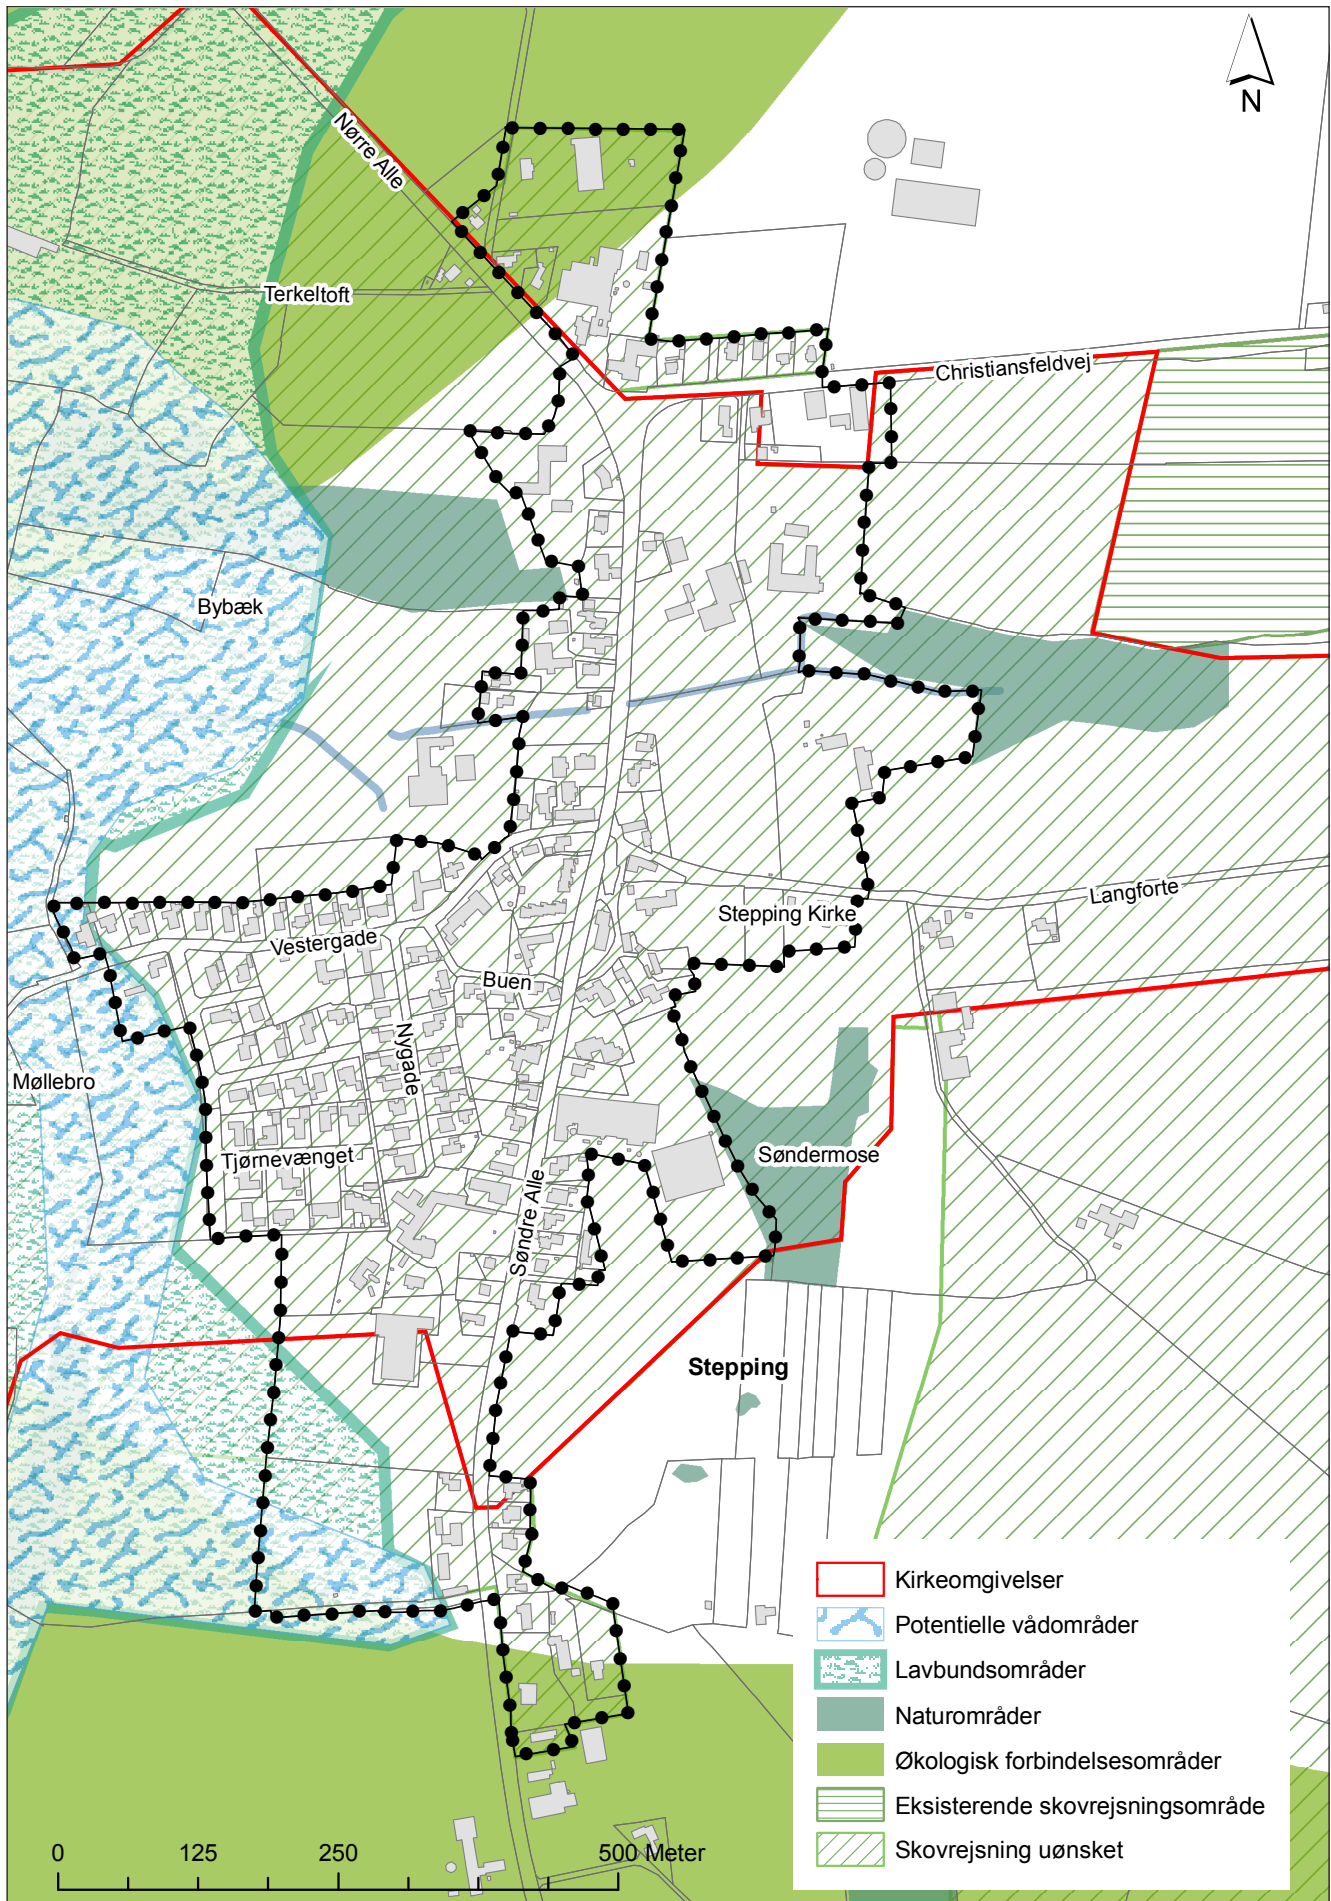 N
Nørre Alle
Terkeltoft
Christiansfeldvej
Bybæk
Langforte
Stepping Kirke
Vestergade
Buen
Nygade
Møllebro
Tjørnevænget
Søndermose
Søndre Alle
Stepping
Kirkeomgivelser
Potentielle vådområder
Lavbundsområder
Naturområder
Økologisk forbindelsesområder
Eksisterende skovrejsningsområde
Skovrejsning uønsket
0 125 250 500 Meter